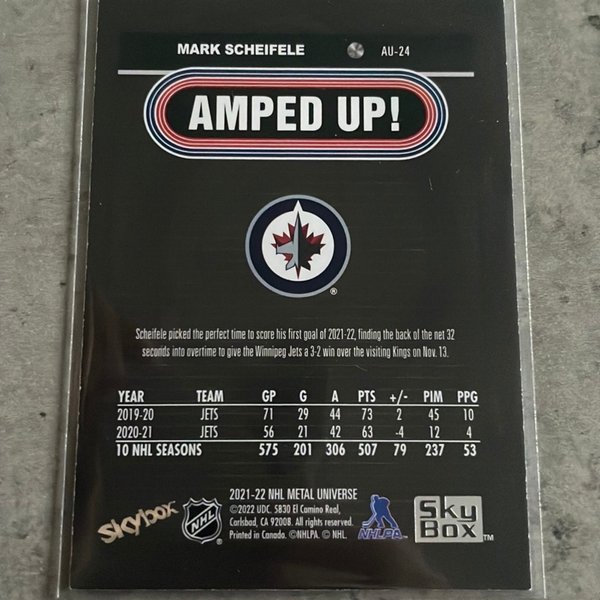 MARK SCHEIFELE AU-24
AMPED UP!
®
Scheifele picked the perfect time to score his first goal of 2021-22, finding the back of the net 32
seconds into overtime to give the Winnipeg Jets a 3-2 win over the visiting Kings on Nov. 13.
YEAR TEAM GP G A PTS +/- PIM PPG
2019-20 JETS 71 29 44 73 2 45 10
2020-21 JETS 56 21 42 63 -4 12 4
10 NHL SEASONS 575 201 306 507 79 237 53
2021-22 NHL METAL UNIVERSE
©2022 UDC. 5830 El Camino Real,
Carlsbad, CA 92008. All rights reserved.
Printed in Canada. ©NHLPA. © NHL.
skybox
NHL
NHLPA
Sky
Box TM